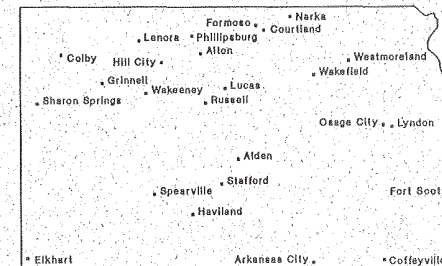 Narka
Formoso
Courtland
Phillipsburg
Lenora
Alton
Colby
Hill City
Westmoreland
Wakefield
Grinnell
Wakeeney
Lucas
Sharon Springs
Russell
Osage City
Lyndon
Alden
Stafford
Spearville
Fort Scot
Haviland
Elkhart
Arkansas City
Coffeyville